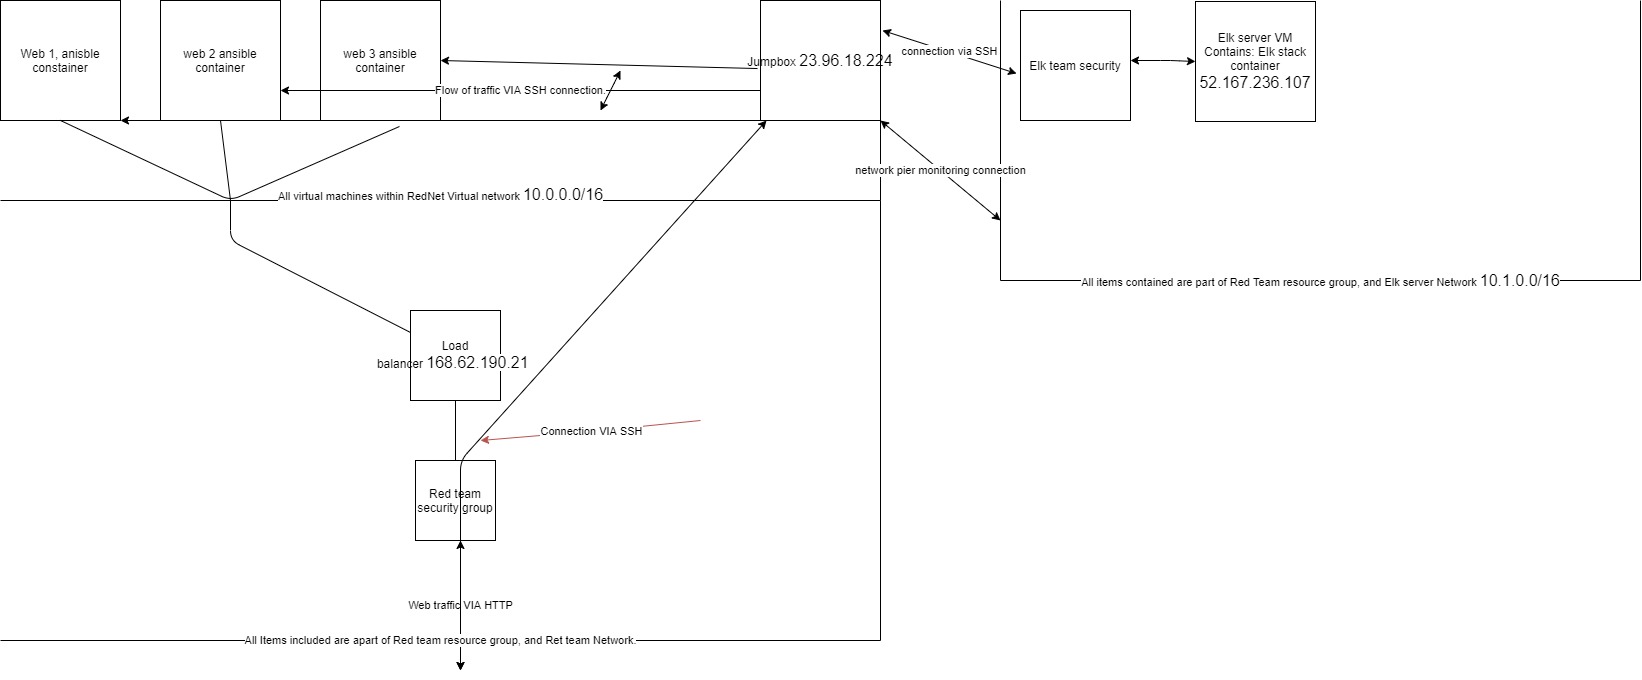 Web 1, anisble
constainer
web 2 ansible
container
web 3 ansible
container
Jumpbox 23.96.18.224
connection via SSH
Elk team security
Elk server VM
Contains: Elk stack
container
52.167.236.107
Flow of traffic VIA SSH connection.
network pier monitoring connection
All virtual machines within RedNet Virtual network 10.0.0.0/16
All items contained are part of Red Team resource group, and Elk server Network 10.1.0.0/16
Load
balancer 168.62.190.21
Connection VIA SSH
Red team
security group
Web traffic VIA HTTP
All Items included are apart of Red team resource group, and Ret team Network.